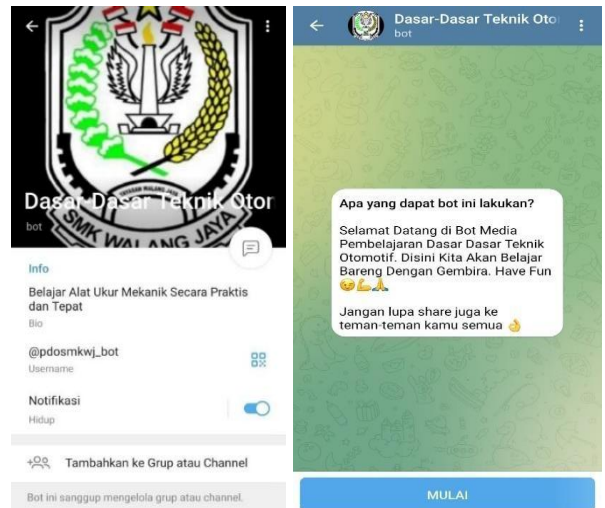 YAYASAN WALANG JAYA
Dasar-Dasar Teknik Otor
bot
SMK WALANG JAYA
Info
Belajar Alat Ukur Mekanik Secara Praktis
dan Tepat
Bio
@pdosmkwj_bot
Username
Notifikasi
Hidup
Tambahkan ke Grup atau Channel
Bot ini sanggup mengelola grup atau channel.
Dasar-Dasar Teknik Oto
bot
Apa yang dapat bot ini lakukan?
Selamat Datang di Bot Media
Pembelajaran Dasar Dasar Teknik
Otomotif. Disini Kita Akan Belajar
Bareng Dengan Gembira. Have Fun
😉💪🙏
Jangan lupa share juga ke
teman-teman kamu semua 👌
MULAI